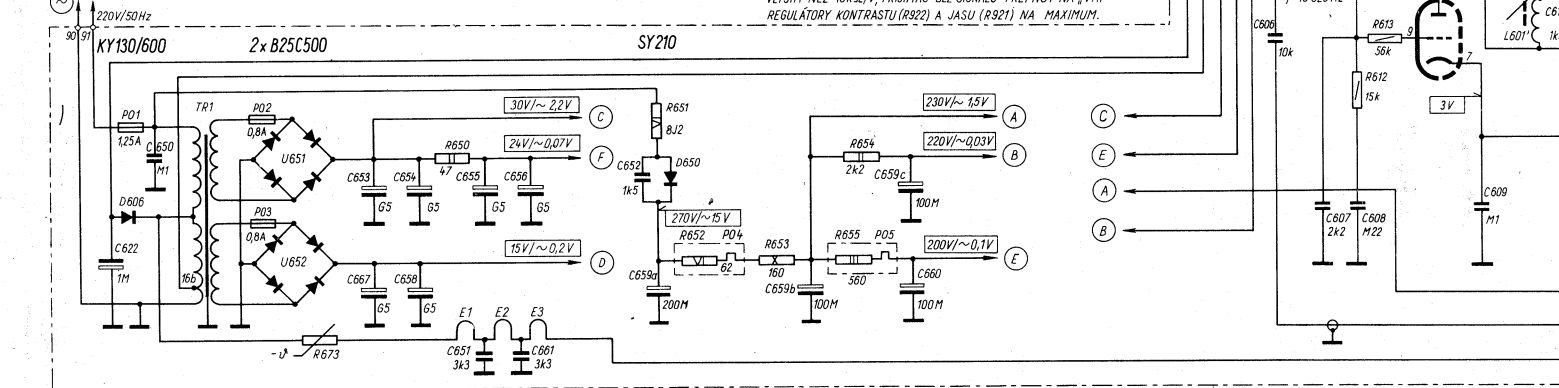 220V/50Hz
REGULÁTORY KONTRASTU (R922) A JASU (R921) NA MAXIMUM.
90 91
KY130/600
2 x B25C500
SY210
C606
10k
R613
56k
9
7
L601'
R612
15k
3V
P01
1,25A
C650
M1
TR1
P02
0,8A
U651
30V/~2,2V
C
24V/~0,07V
F
R650
47
C653
G5
C654
G5
C655
G5
C656
G5
R651
8J2
C652
1k5
D650
270V/~15V
230V/~1,5V
A
220V/~0,03V
B
R654
2k2
C659c
100M
C
E
A
B
D606
C622
1M
16b
P03
0,8A
U652
15V/~0,2V
D
C667
G5
C658
G5
R652 P04
62
R653
160
R655 P05
560
200V/~0,1V
E
C659a
200M
C659b
100M
C660
100M
C607
2k2
C608
M22
C609
M1
E1 E2 E3
R673
C651
3k3
C661
3k3